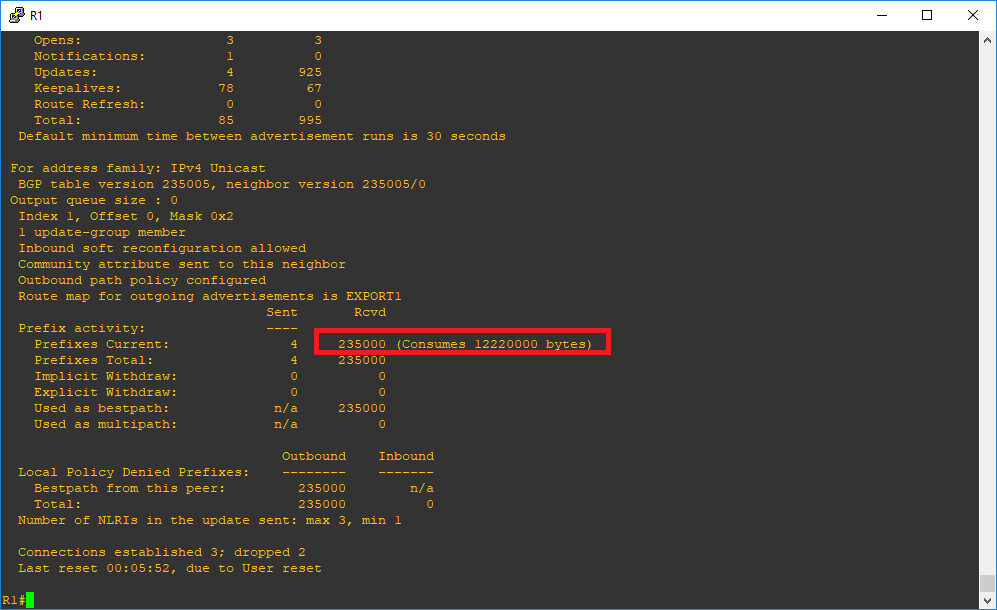 R1
    Opens:                  3          3
    Notifications:          1          0
    Updates:                4        925
    Keepalives:            78         67
    Route Refresh:          0          0
    Total:                 85        995
  Default minimum time between advertisement runs is 30 seconds
 For address family: IPv4 Unicast
  BGP table version 235005, neighbor version 235005/0
 Output queue size : 0
  Index 1, Offset 0, Mask 0x2
  1 update-group member
  Inbound soft reconfiguration allowed
  Community attribute sent to this neighbor
  Outbound path policy configured
  Route map for outgoing advertisements is EXPORT1
                                 Sent       Rcvd
  Prefix activity:               ----
    Prefixes Current:               4     235000 (Consumes 12220000 bytes)
    Prefixes Total:                 4     235000
    Implicit Withdraw:              0          0
    Explicit Withdraw:              0          0
    Used as bestpath:             n/a     235000
    Used as multipath:            n/a          0
                                   Outbound    Inbound
  Local Policy Denied Prefixes:    --------    -------
    Bestpath from this peer:         235000        n/a
    Total:                           235000          0
  Number of NLRIs in the update sent: max 3, min 1
  Connections established 3; dropped 2
  Last reset 00:05:52, due to User reset
R1#